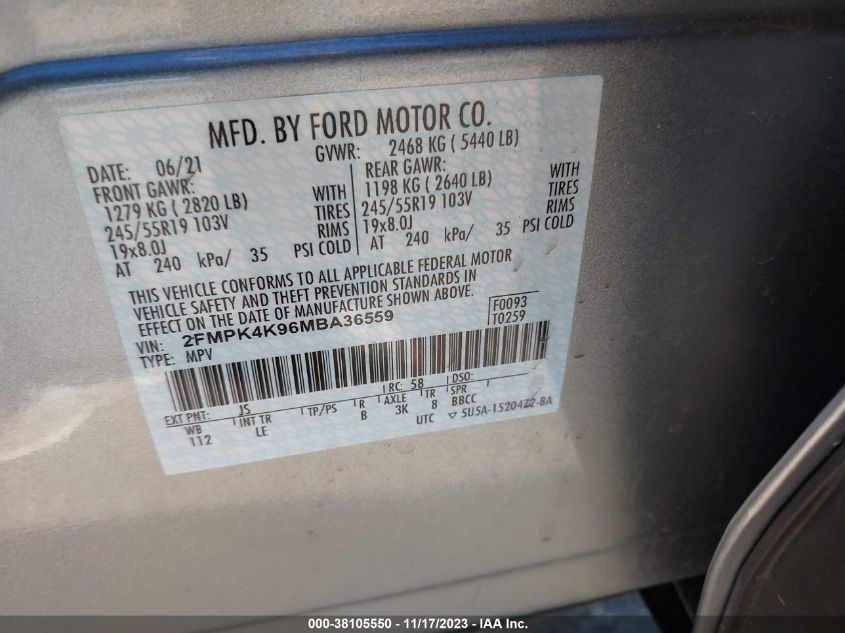 MFD. BY FORD MOTOR CO.
DATE: 06/21 GVWR: 2468 KG ( 5440 LB)
FRONT GAWR: REAR GAWR:
1279 KG ( 2820 LB) WITH 1198 KG ( 2640 LB) WITH
245/55R19 103V TIRES 245/55R19 103V TIRES
19x8.0J RIMS 19x8.0J RIMS
AT 240 kPa/ 35 PSI COLD AT 240 kPa/ 35 PSI COLD
THIS VEHICLE CONFORMS TO ALL APPLICABLE FEDERAL MOTOR
VEHICLE SAFETY AND THEFT PREVENTION STANDARDS IN
EFFECT ON THE DATE OF MANUFACTURE SHOWN ABOVE.
VIN: 2FMPK4K96MBA36559 F0093
TYPE: MPV T0259
EXT PNT: JS RC: 58 DSO:
WB INT TR TP/PS R AXLE TR SPR
112 LE B 3K 8 BBCC
UTC ▽ 5U5A-1520472-BA
000-38105550 - 11/17/2023 - IAA Inc.